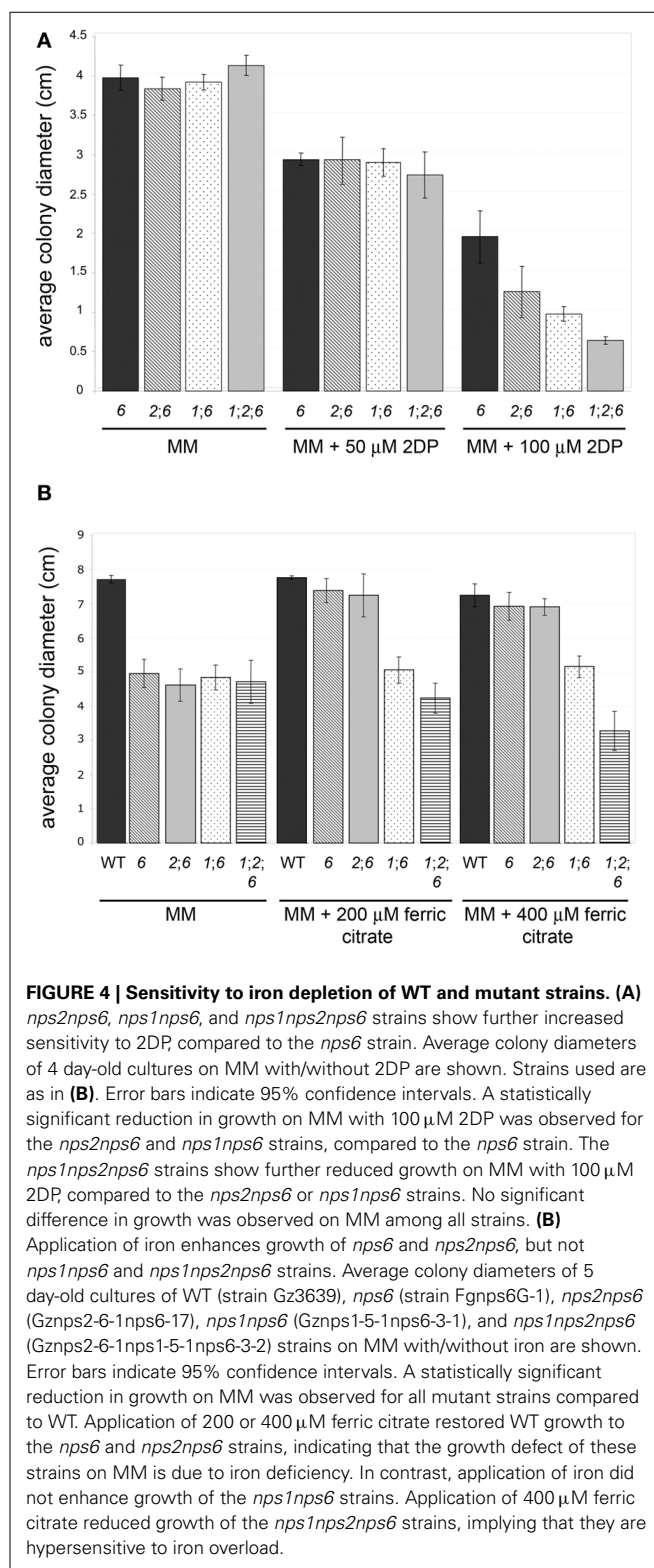 A
average colony diameter (cm)
4.5
4
3.5
3
2.5
2
1.5
1
0.5
0
6 2;6 1;6 1;2;6 6 2;6 1;6 1;2;6 6 2;6 1;6 1;2;6
MM MM + 50 μM 2DP MM + 100 μM 2DP
B
average colony diameter (cm)
9
8
7
6
5
4
3
2
1
0
WT 6 2;6 1;6 1;2; WT 6 2;6 1;6 1;2; WT 6 2;6 1;6 1;2;
6 6 6
MM MM + 200 μM ferric MM + 400 μM ferric
citrate citrate
FIGURE 4 | Sensitivity to iron depletion of WT and mutant strains. (A)
nps2nps6, nps1nps6, and nps1nps2nps6 strains show further increased
sensitivity to 2DP, compared to the nps6 strain. Average colony diameters
of 4 day-old cultures on MM with/without 2DP are shown. Strains used are
as in (B). Error bars indicate 95% confidence intervals. A statistically
significant reduction in growth on MM with 100 μM 2DP was observed for
the nps2nps6 and nps1nps6 strains, compared to the nps6 strain. The
nps1nps2nps6 strains show further reduced growth on MM with 100 μM
2DP, compared to the nps2nps6 or nps1nps6 strains. No significant
difference in growth was observed on MM among all strains. (B)
Application of iron enhances growth of nps6 and nps2nps6, but not
nps1nps6 and nps1nps2nps6 strains. Average colony diameters of 5
day-old cultures of WT (strain Gz3639), nps6 (strain Fgnps6G-1), nps2nps6
(Gznps2-6-1nps6-17), nps1nps6 (Gznps1-5-1nps6-3-1), and nps1nps2nps6
(Gznps2-6-1nps1-5-1nps6-3-2) strains on MM with/without iron are shown.
Error bars indicate 95% confidence intervals. A statistically significant
reduction in growth on MM was observed for all mutant strains compared
to WT. Application of 200 or 400 μM ferric citrate restored WT growth to
the nps6 and nps2nps6 strains, indicating that the growth defect of these
strains on MM is due to iron deficiency. In contrast, application of iron did
not enhance growth of the nps1nps6 strains. Application of 400 μM ferric
citrate reduced growth of the nps1nps2nps6 strains, implying that they are
hypersensitive to iron overload.